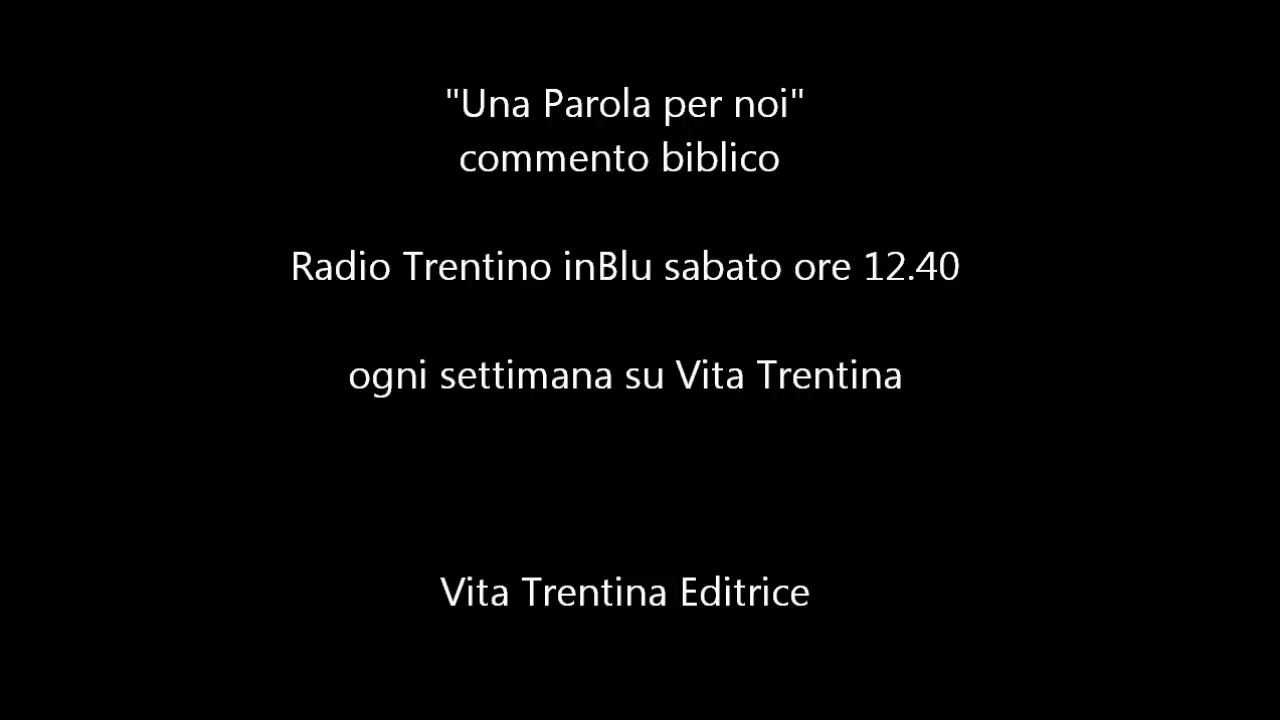 "Una Parola per noi"
commento biblico
Radio Trentino inBlu sabato ore 12.40
ogni settimana su Vita Trentina
Vita Trentina Editrice